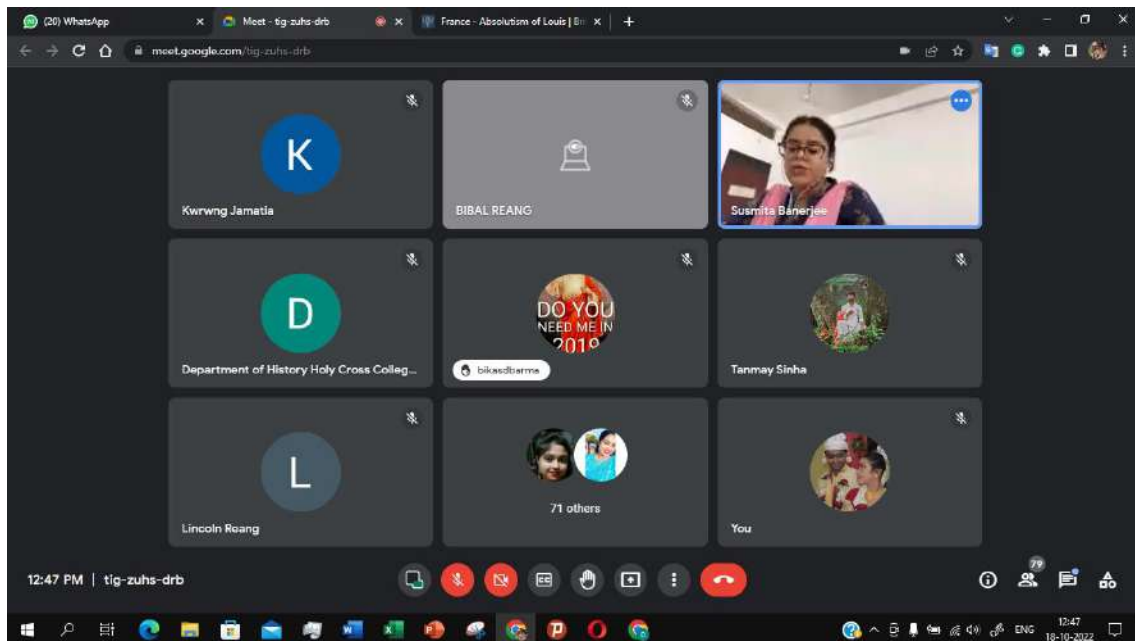 (20) WhatsApp
Meet - tig-zuhs-drb
France - Absolutism of Louis | Bri
meet.google.com/tig-zuhs-drb
K
Kwrwng Jamatia
BIBAL REANG
Susmita Banerjee
D
Department of History Holy Cross Colleg...
DO YOU
NEED ME IN
2019
bikasdbarma
Tanmay Sinha
L
Lincoln Reang
71 others
You
12:47 PM | tig-zuhs-drb
CC
79
ENG
12:47
18-10-2022